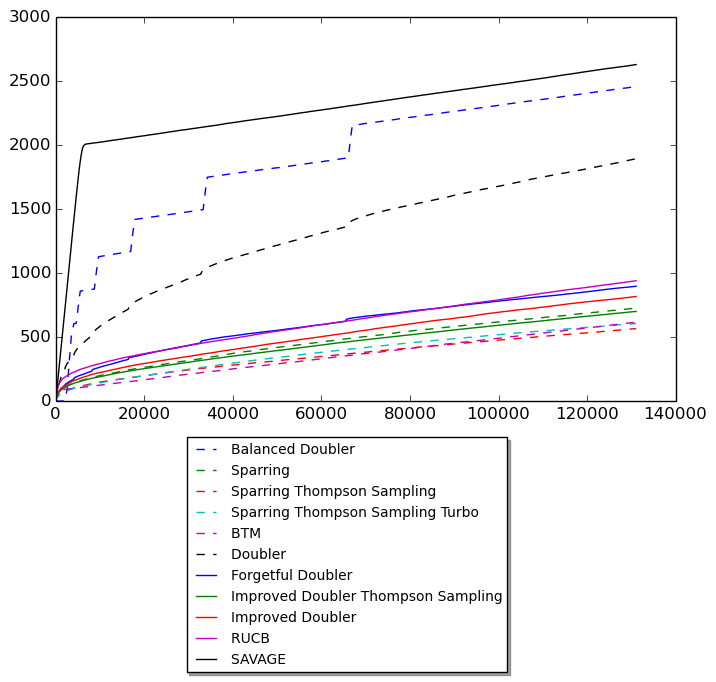 3000
2500
2000
1500
1000
500
0
0 20000 40000 60000 80000 100000 120000 140000
Balanced Doubler
Sparring
Sparring Thompson Sampling
Sparring Thompson Sampling Turbo
BTM
Doubler
Forgetful Doubler
Improved Doubler Thompson Sampling
Improved Doubler
RUCB
SAVAGE